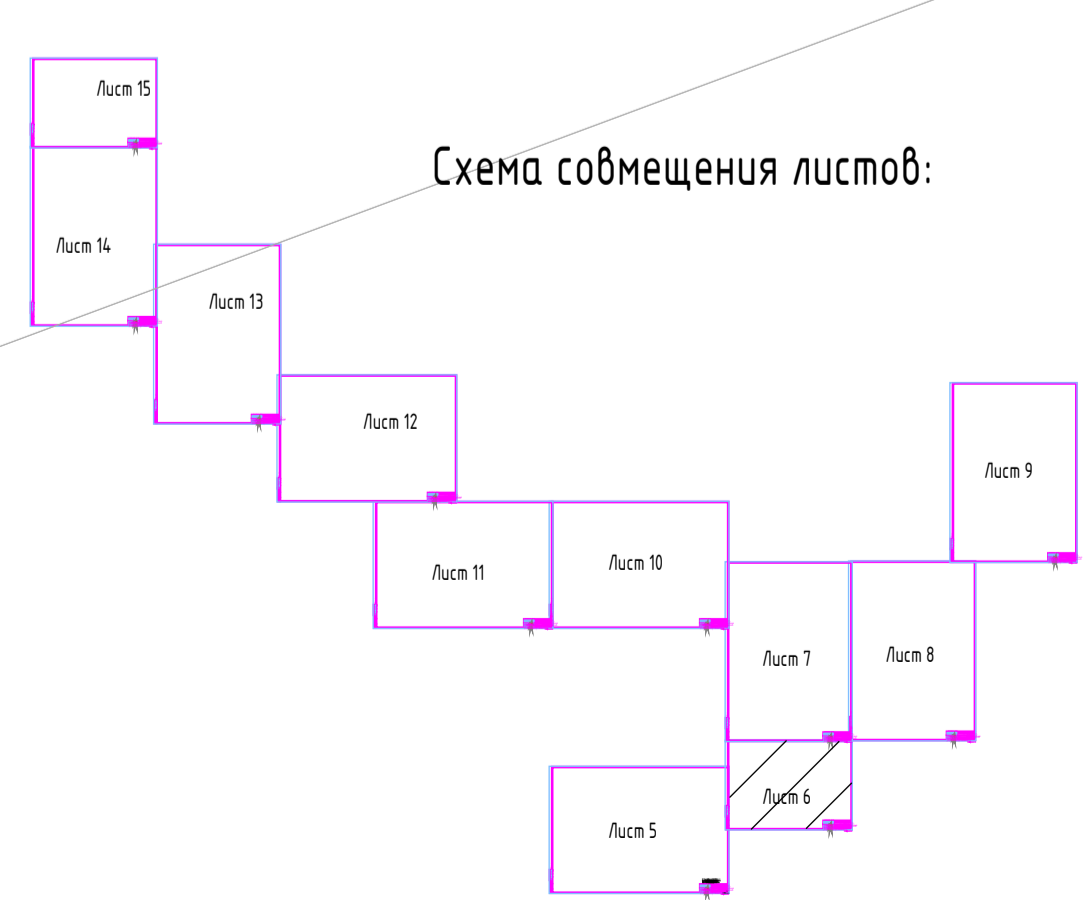 Лист 15
Схема совмещения листов:
Лист 14
Лист 13
Лист 12
Лист 9
Лист 11
Лист 10
Лист 7
Лист 8
Лист 6
Лист 5